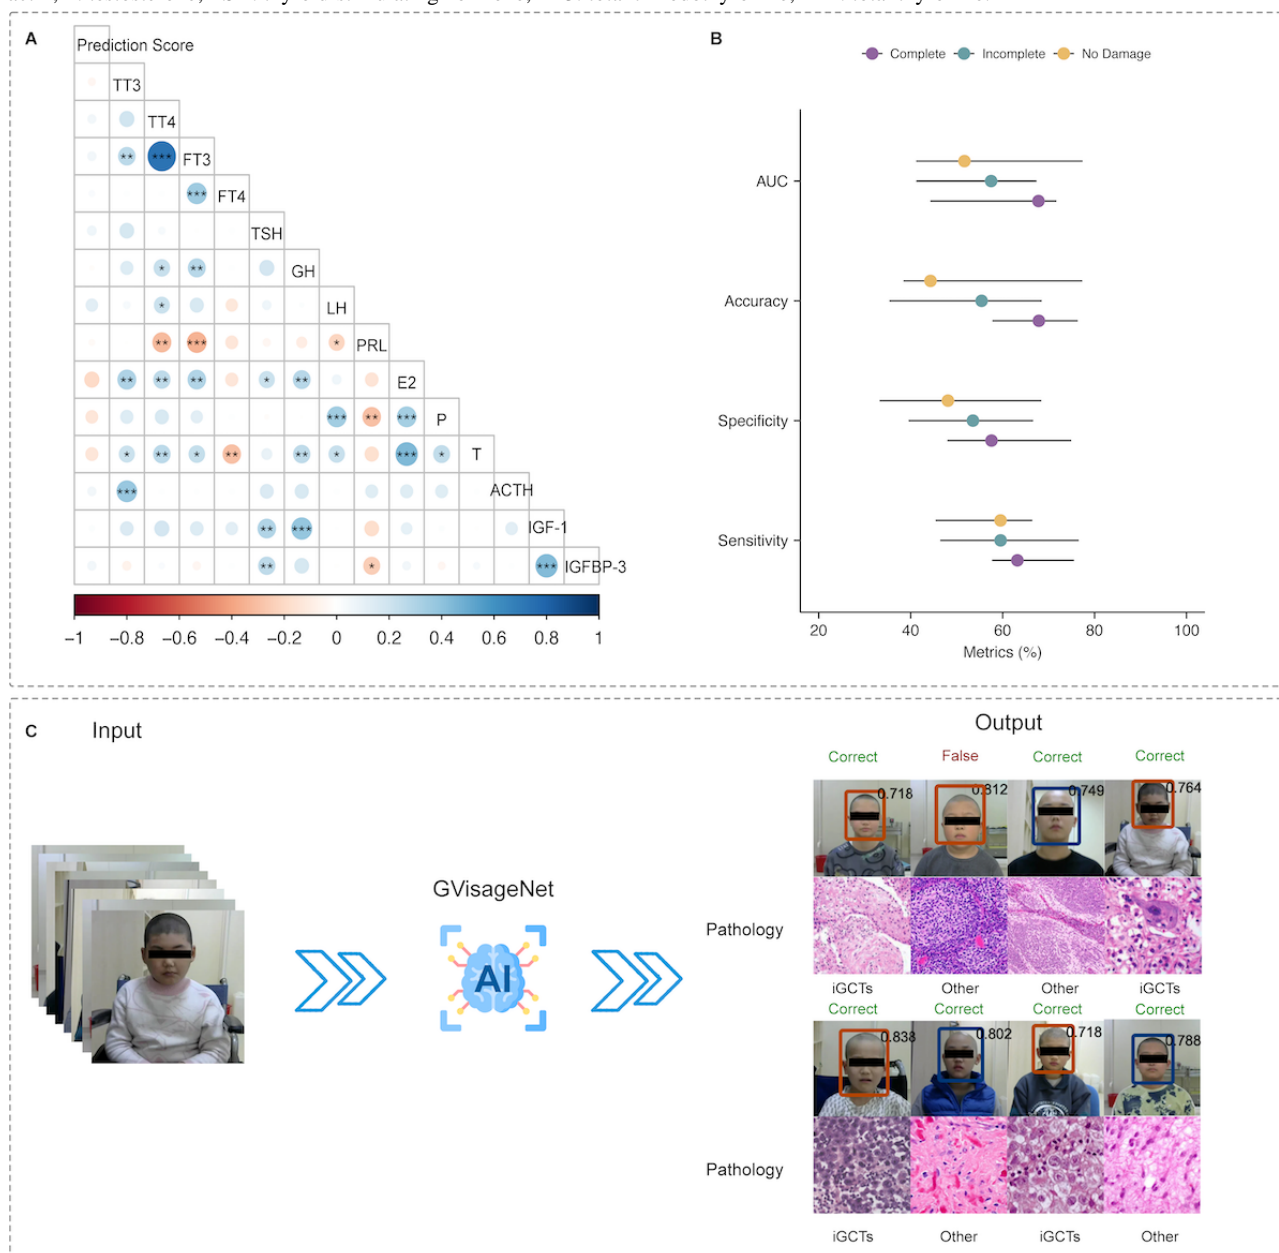 A
Prediction Score
TT3
TT4
FT3
FT4
TSH
GH
LH
PRL
E2
P
T
ACTH
IGF-1
IGFBP-3
** ***
***
* **
*
** *** *
** ** ** * **
*** ** ***
* ** * ** ** * *** *
***
** ***
** * ***
−1 −0.8 −0.6 −0.4 −0.2 0 0.2 0.4 0.6 0.8 1
B
Complete Incomplete No Damage
AUC
Accuracy
Specificity
Sensitivity
20 40 60 80 100
Metrics (%)
C
Input
GVisageNet
AI
Output
Correct False Correct Correct
0.718 0.812 0.749 0.764
Pathology
iGCTs Other Other iGCTs
Correct Correct Correct Correct
0.838 0.802 0.718 0.788
Pathology
iGCTs Other iGCTs Other